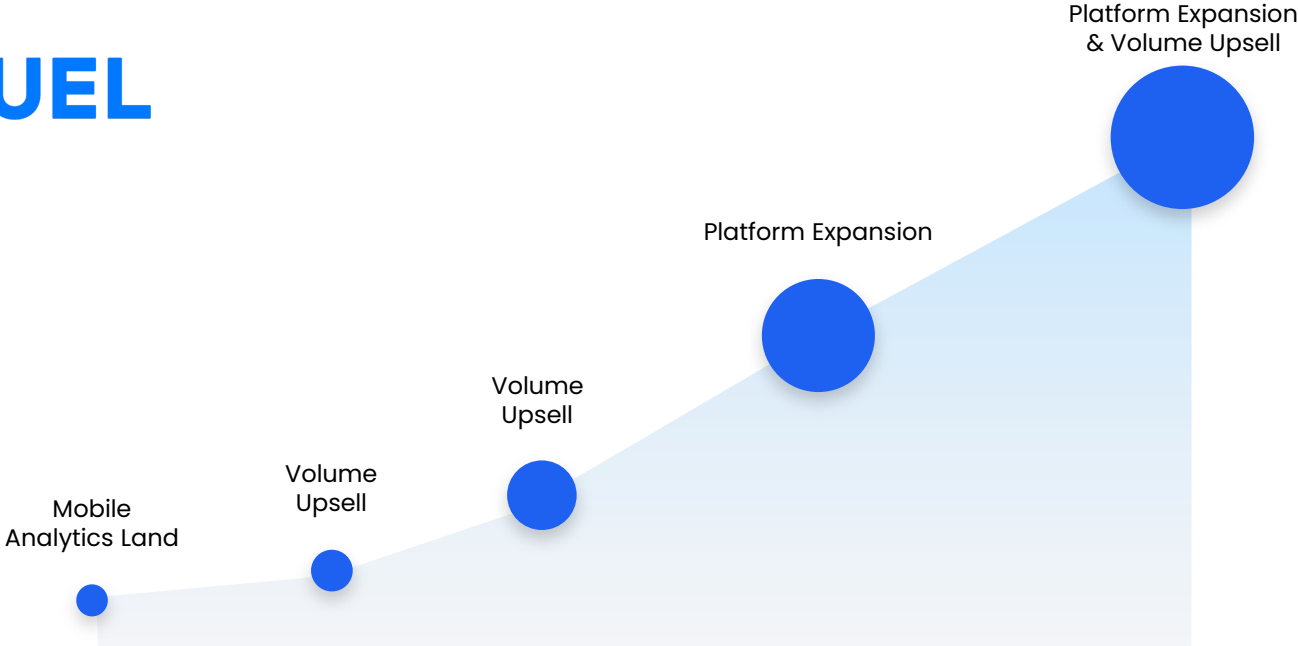 UEL
Platform Expansion
& Volume Upsell
Platform Expansion
Volume
Upsell
Volume
Upsell
Mobile
Analytics Land